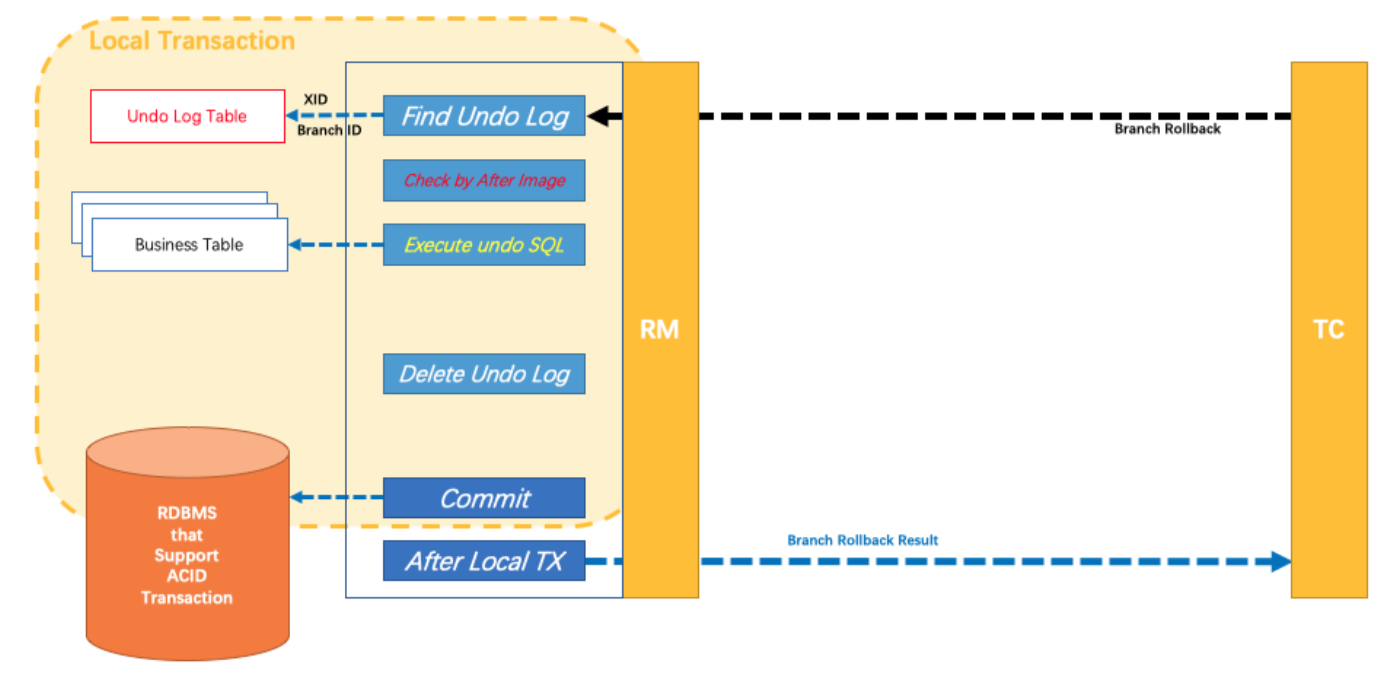 Local Transaction
Undo Log Table
XID
Branch ID
Find Undo Log
Branch Rollback
Check by After Image
Business Table
Execute undo SQL
RM
TC
Delete Undo Log
Commit
RDBMS
that
Support
ACID
Transaction
After Local TX
Branch Rollback Result